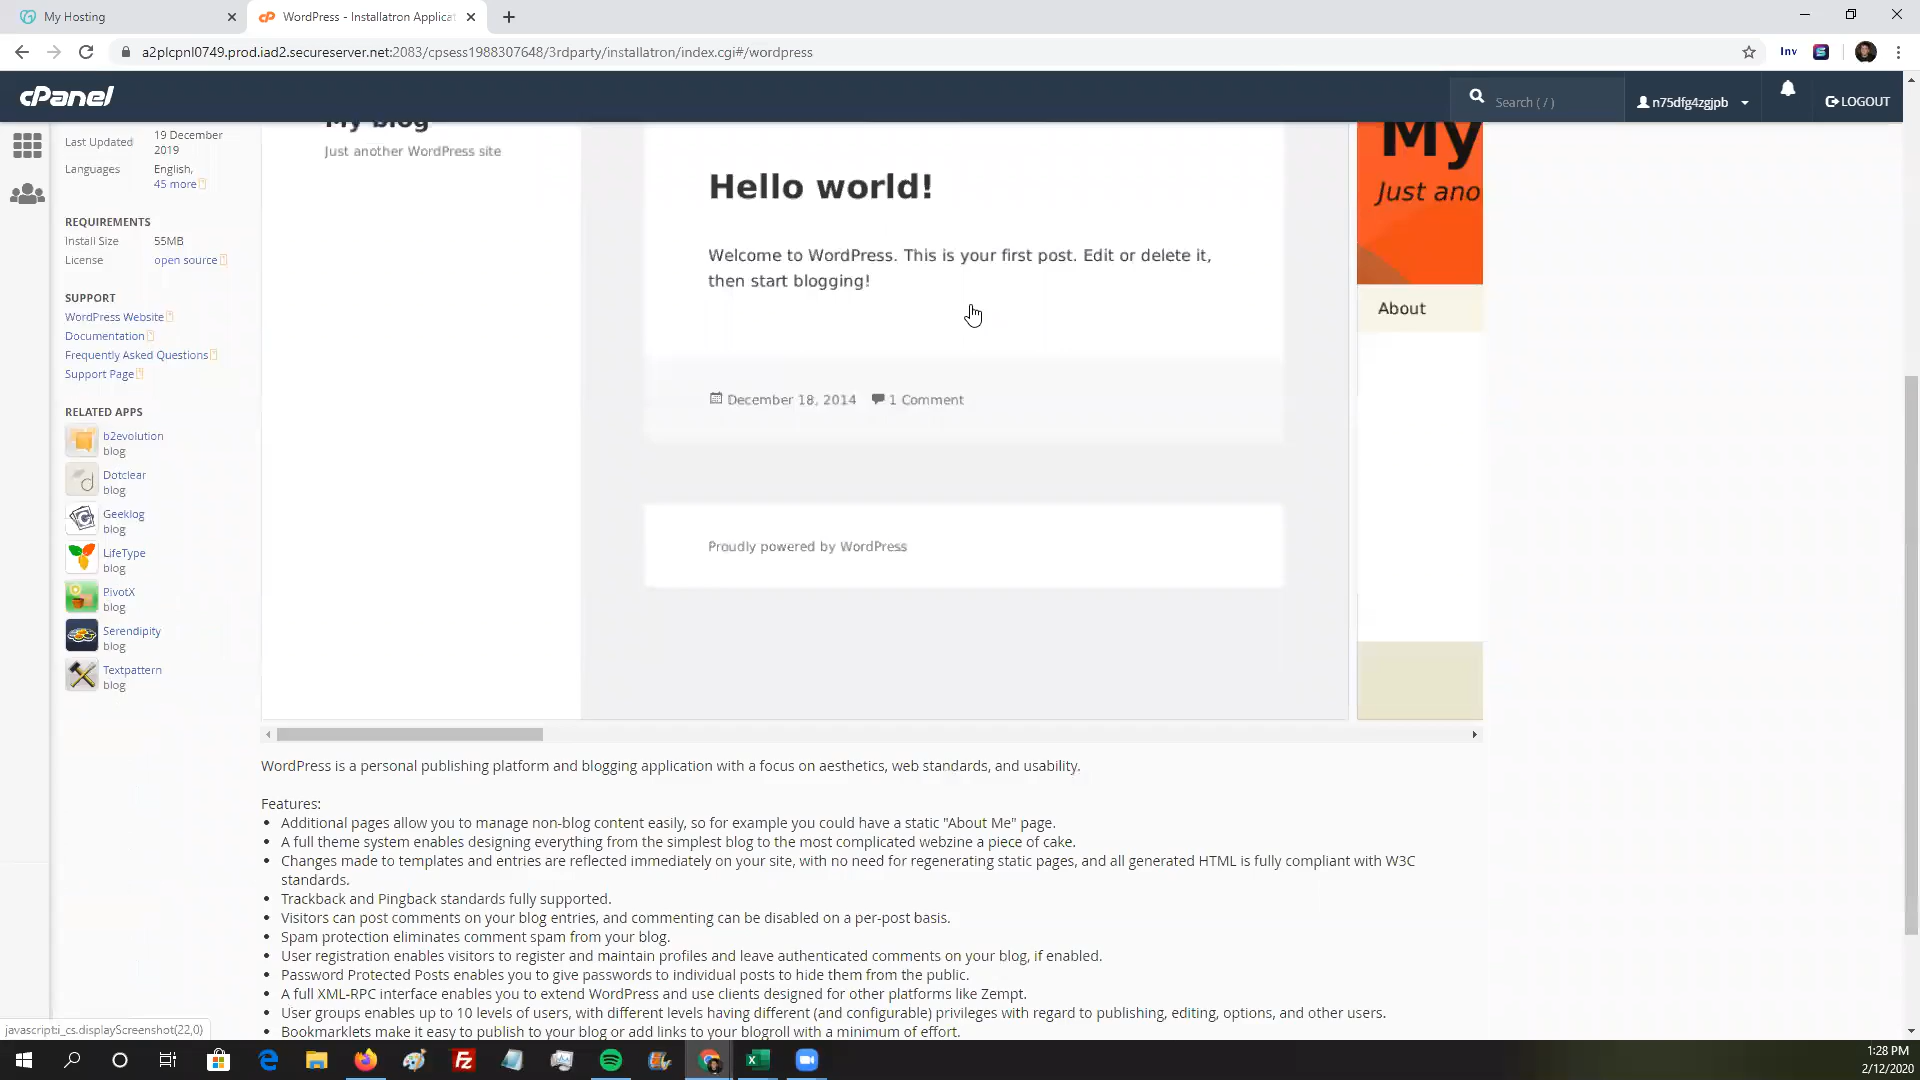 My Hosting
WordPress - Installatron Applicat
a2plcpnl0749.prod.iad2.secureserver.net:2083/cpsess1988307648/3rdparty/installatron/index.cgi#/wordpress
Inv
cPanel
Search ( / )
n75dfg4zgjpb
LOGOUT
Last Updated
19 December
2019
Languages
English,
45 more
REQUIREMENTS
Install Size
55MB
License
open source
SUPPORT
WordPress Website
Documentation
Frequently Asked Questions
Support Page
RELATED APPS
b2evolution
blog
Dotclear
blog
Geeklog
blog
LifeType
blog
PivotX
blog
Serendipity
blog
Textpattern
blog
My blog
Just another WordPress site
Hello world!
Welcome to WordPress. This is your first post. Edit or delete it,
then start blogging!
December 18, 2014
1 Comment
Proudly powered by WordPress
My
Just ano
About
WordPress is a personal publishing platform and blogging application with a focus on aesthetics, web standards, and usability.
Features:
• Additional pages allow you to manage non-blog content easily, so for example you could have a static "About Me" page.
• A full theme system enables designing everything from the simplest blog to the most complicated webzine a piece of cake.
• Changes made to templates and entries are reflected immediately on your site, with no need for regenerating static pages, and all generated HTML is fully compliant with W3C
standards.
• Trackback and Pingback standards fully supported.
• Visitors can post comments on your blog entries, and commenting can be disabled on a per-post basis.
• Spam protection eliminates comment spam from your blog.
• User registration enables visitors to register and maintain profiles and leave authenticated comments on your blog, if enabled.
• Password Protected Posts enables you to give passwords to individual posts to hide them from the public.
• A full XML-RPC interface enables you to extend WordPress and use clients designed for other platforms like Zempt.
• User groups enables up to 10 levels of users, with different levels having different (and configurable) privileges with regard to publishing, editing, options, and other users.
• Bookmarklets make it easy to publish to your blog or add links to your blogroll with a minimum of effort.
javascript:i_cs.displayScreenshot(22,0)
1:28 PM
2/12/2020